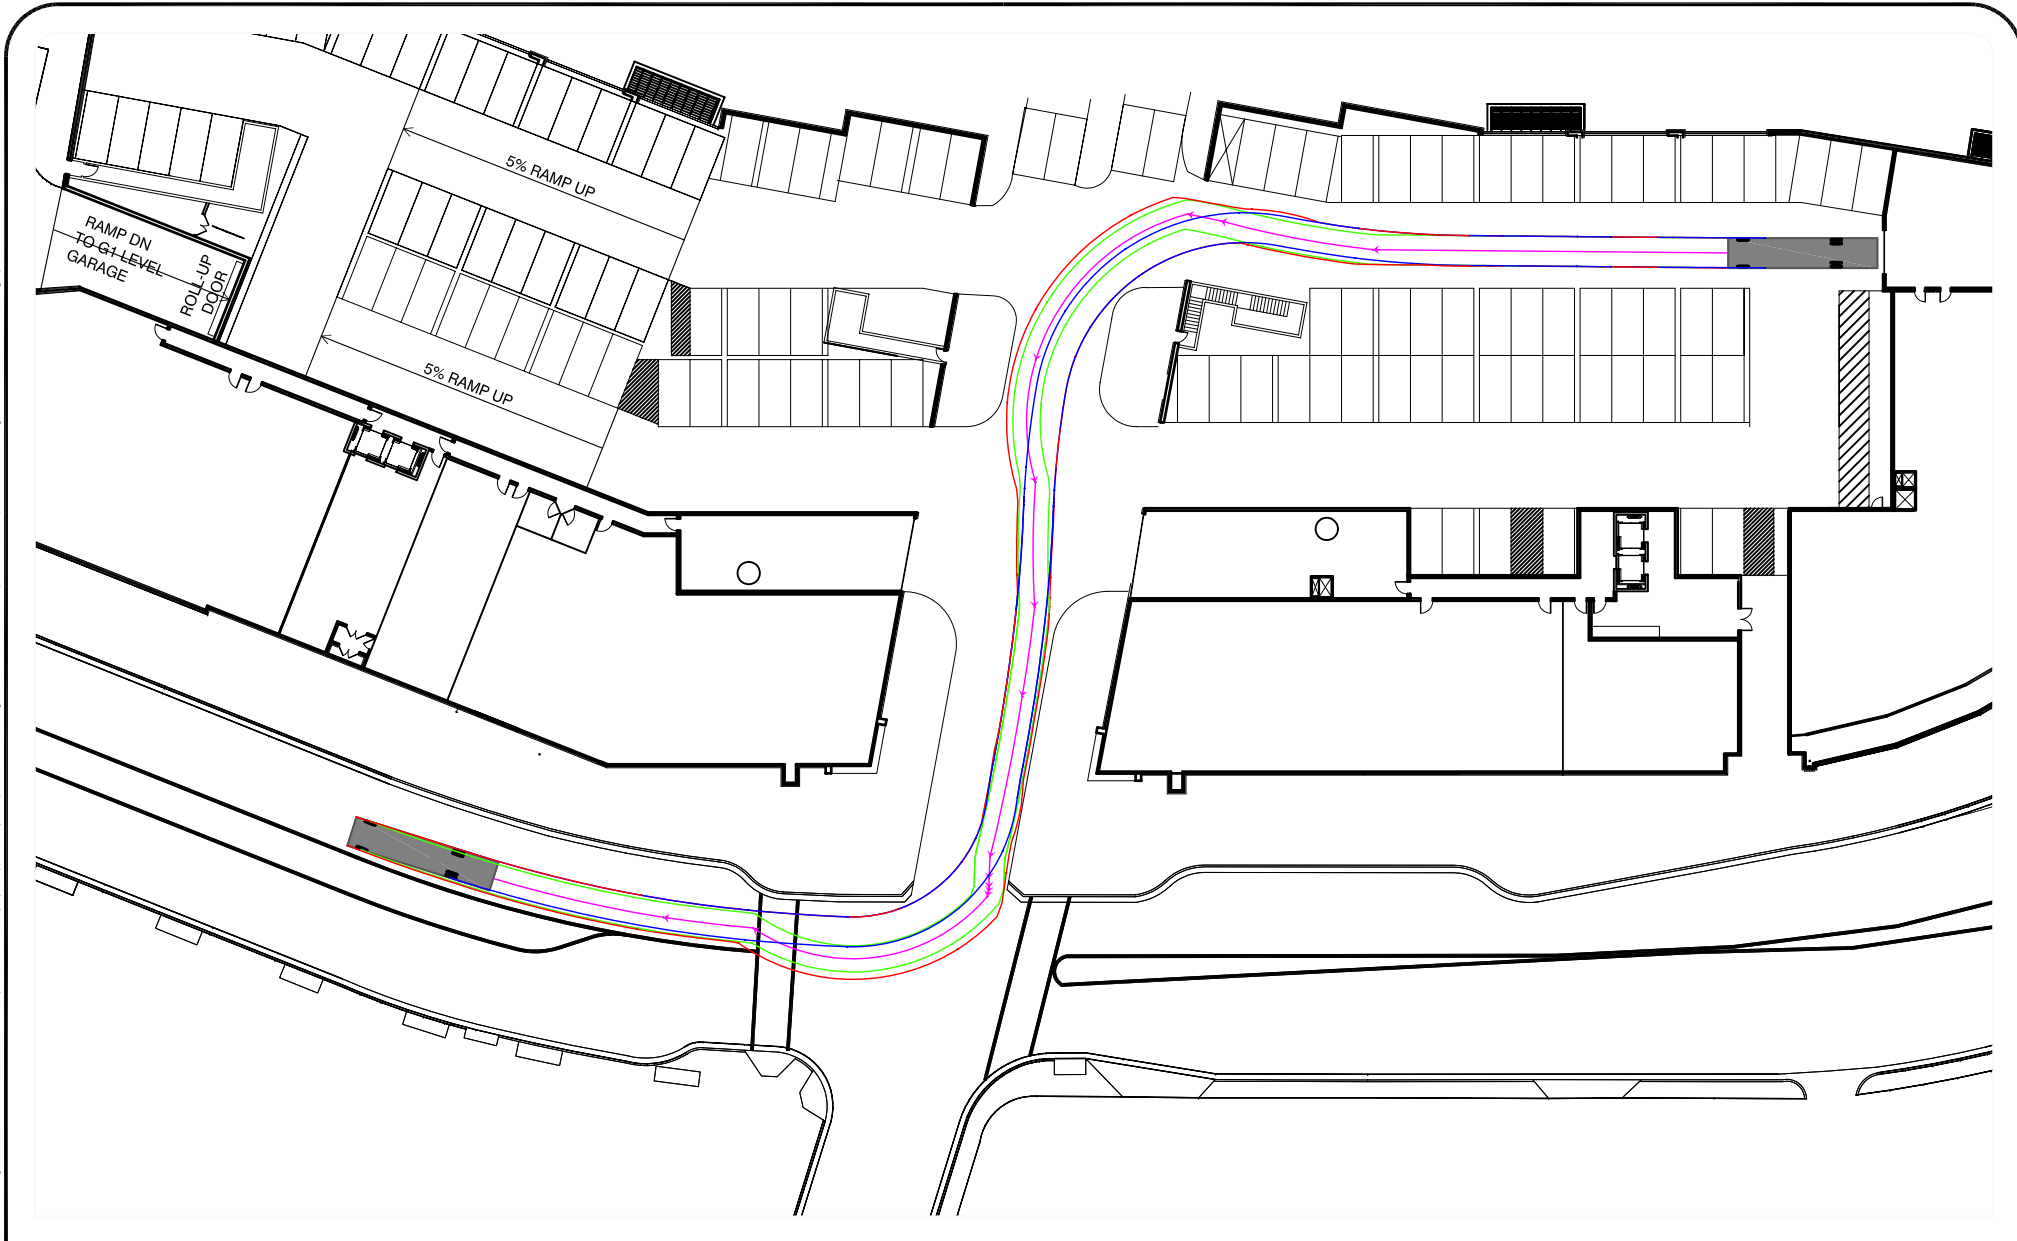 5% RAMP UP
RAMP DN
TO G1 LEVEL
GARAGE
ROLL-UP
DOOR
5% RAMP UP